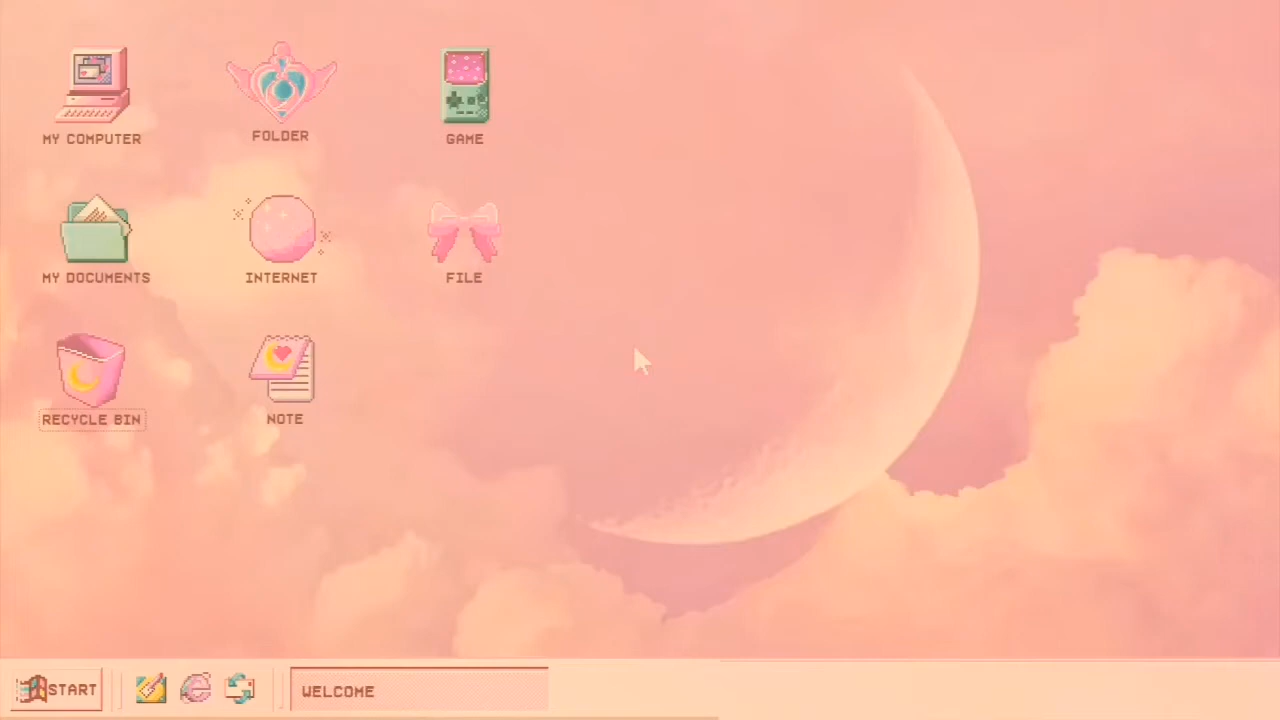 MY COMPUTER
FOLDER
GAME
MY DOCUMENTS
INTERNET
FILE
RECYCLE BIN
NOTE
START
WELCOME